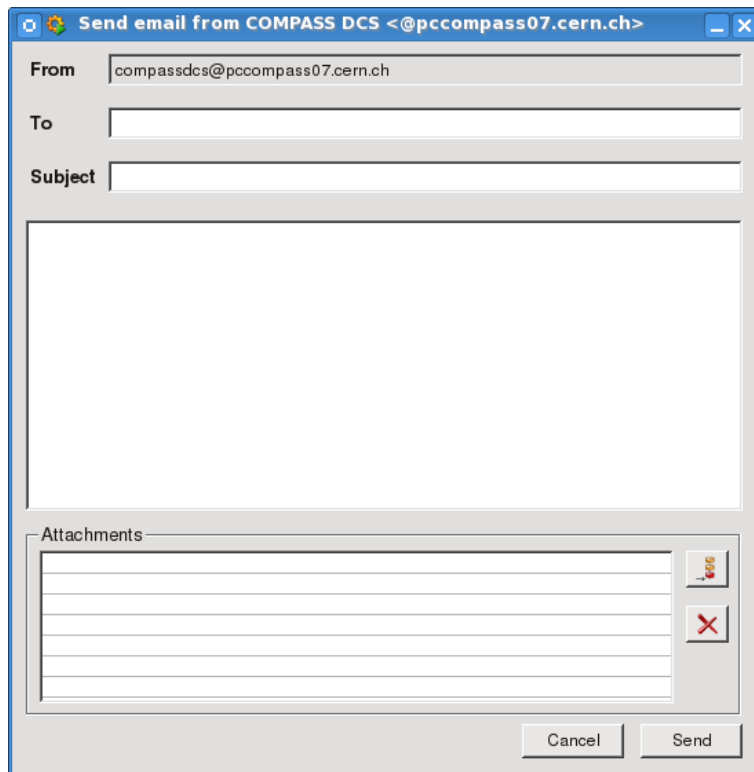 Send email from COMPASS DCS <@pccompass07.cern.ch>
From compassdcs@pccompass07.cern.ch
To
Subject
Attachments
Cancel Send